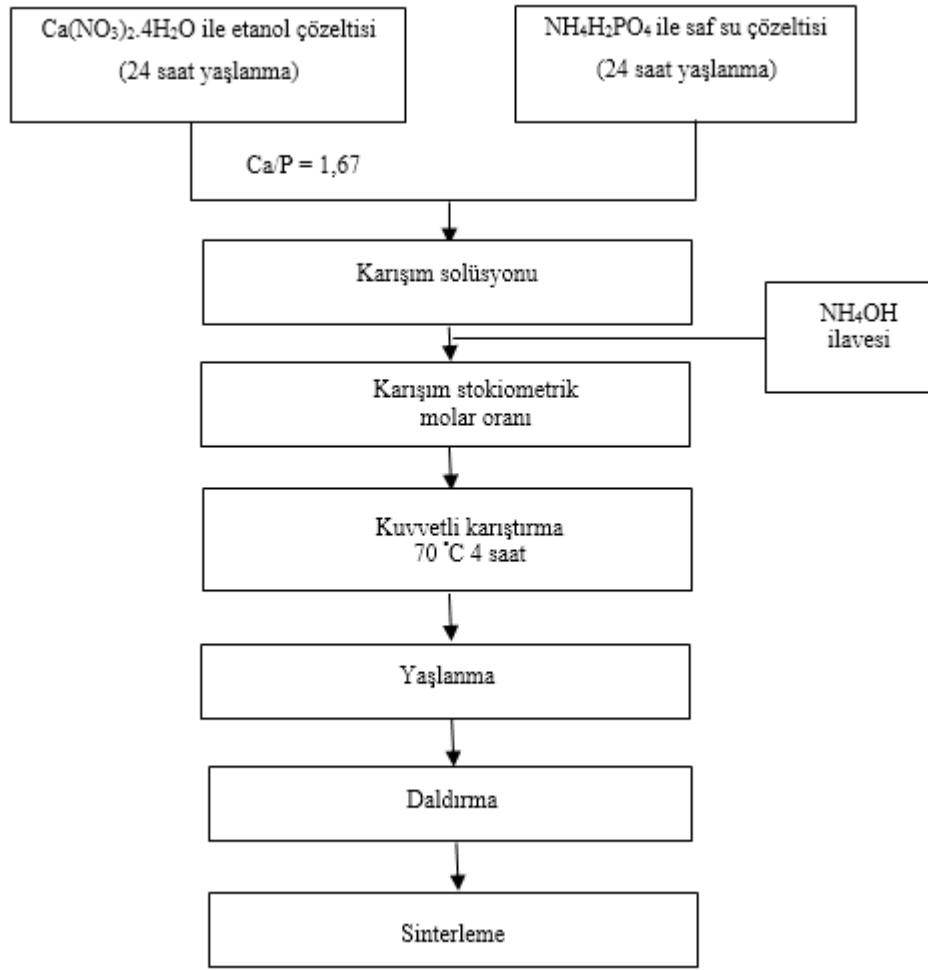 Ca(NO₃)₂.4H₂O ile etanol çözeltisi
(24 saat yaşlanma)
NH₄H₂PO₄ ile saf su çözeltisi
(24 saat yaşlanma)
Ca/P = 1,67
Karışım solüsyonu
NH₄OH
ilavesi
Karışım stokiometrik
molar oranı
Kuvvetli karıştırma
70 ˚C 4 saat
Yaşlanma
Daldırma
Sinterleme